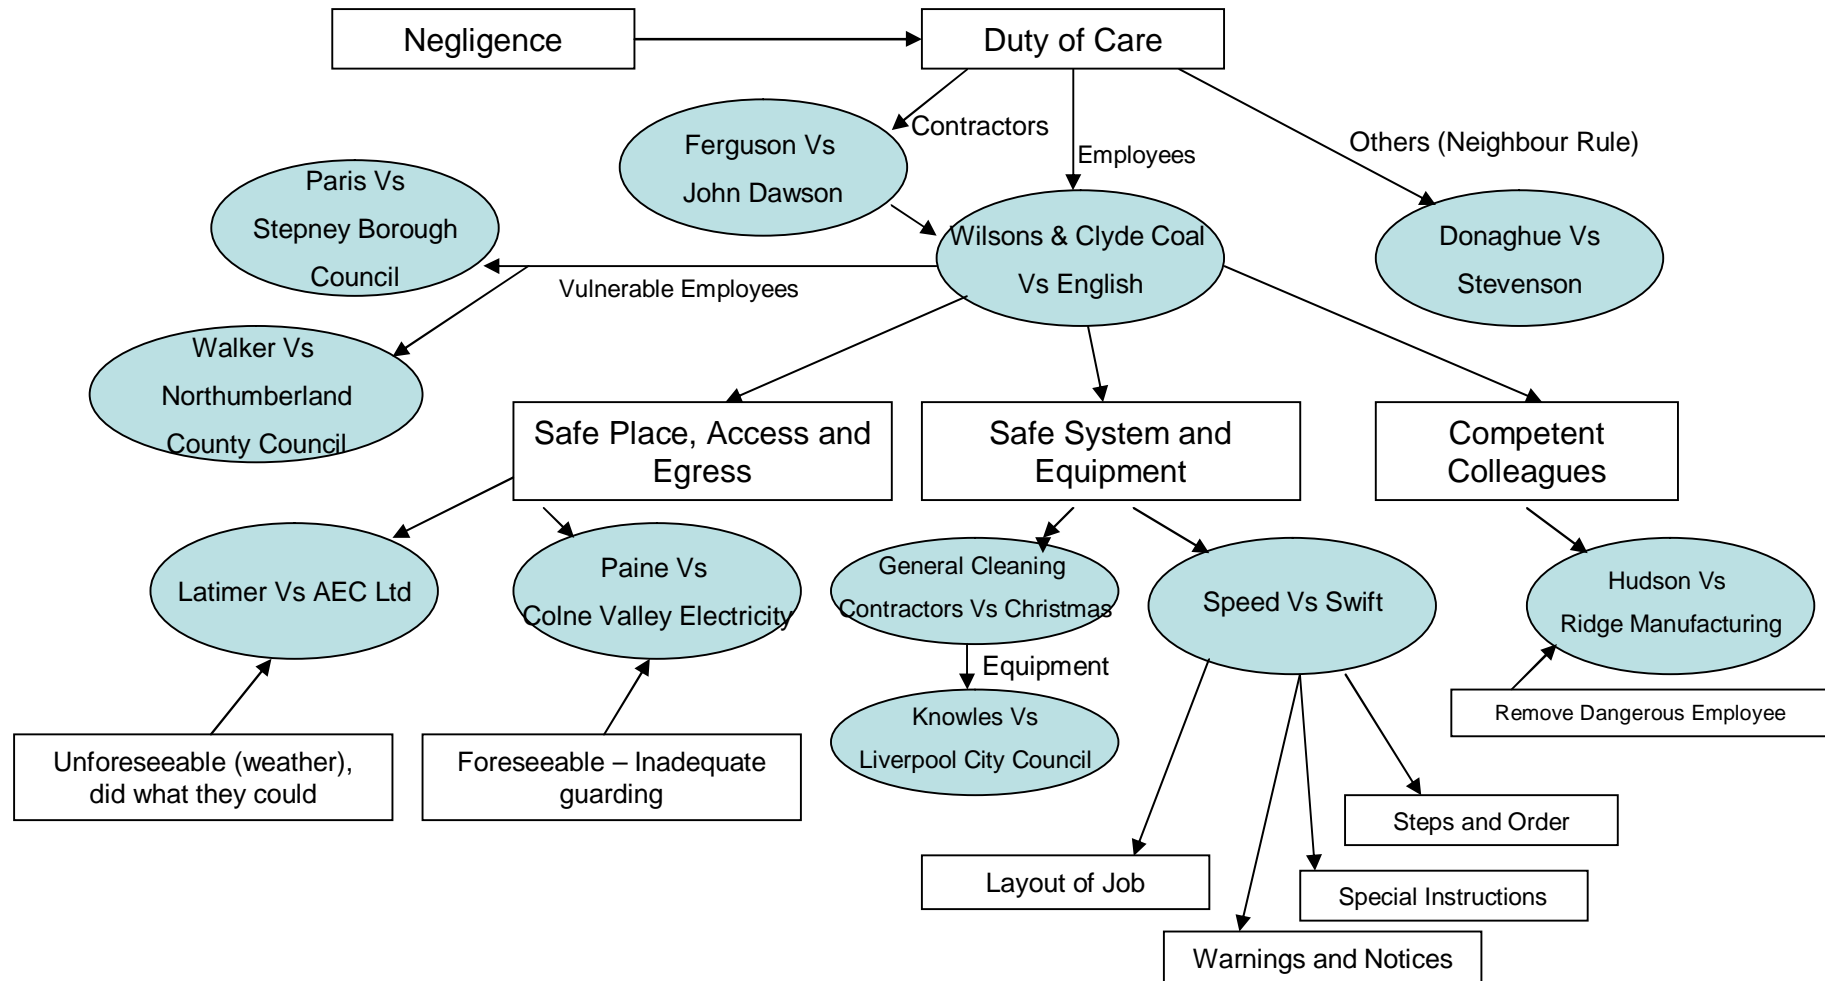 Negligence
Duty of Care
Contractors
Employees
Others (Neighbour Rule)
Ferguson Vs
John Dawson
Paris Vs
Stepney Borough
Council
Wilsons & Clyde Coal
Vs English
Donaghue Vs
Stevenson
Vulnerable Employees
Walker Vs
Northumberland
County Council
Safe Place, Access and
Egress
Safe System and
Equipment
Competent
Colleagues
Latimer Vs AEC Ltd
Paine Vs
Colne Valley Electricity
General Cleaning
Contractors Vs Christmas
Speed Vs Swift
Hudson Vs
Ridge Manufacturing
Equipment
Knowles Vs
Liverpool City Council
Remove Dangerous Employee
Unforeseeable (weather),
did what they could
Foreseeable – Inadequate
guarding
Steps and Order
Layout of Job
Special Instructions
Warnings and Notices